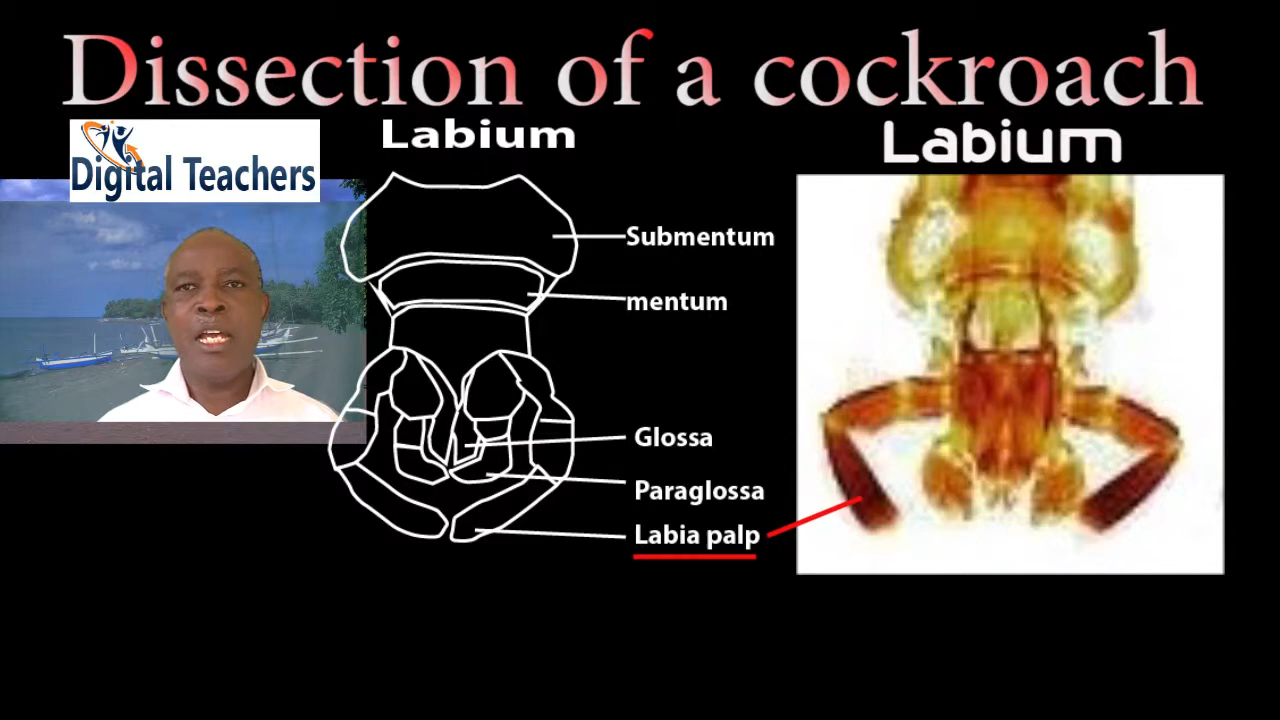 Dissection of a cockroach
Digital Teachers
Labium
Labium
Submentum
mentum
Glossa
Paraglossa
Labia palp